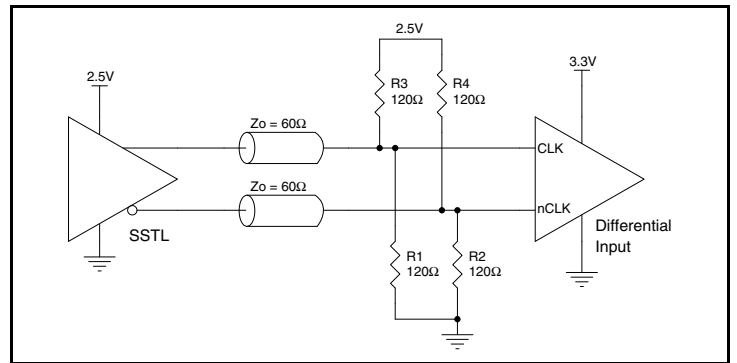 2.5V
2.5V
3.3V
R3
120Ω
R4
120Ω
Zo = 60Ω
CLK
Zo = 60Ω
nCLK
SSTL
Differential
Input
R1
120Ω
R2
120Ω